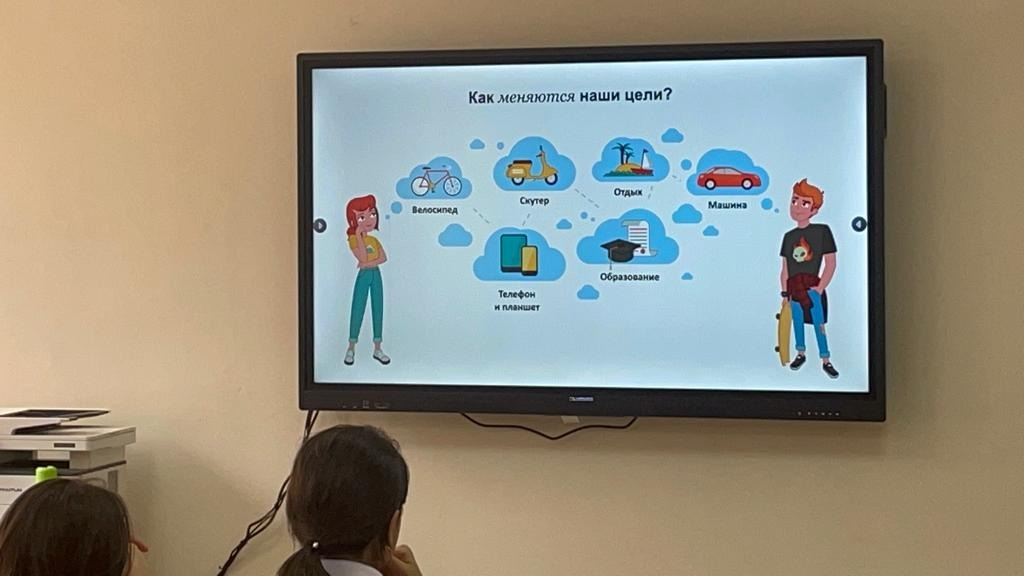 Как меняются наши цели?
Велосипед
Скутер
Отдых
Машина
Телефон
и планшет
Образование